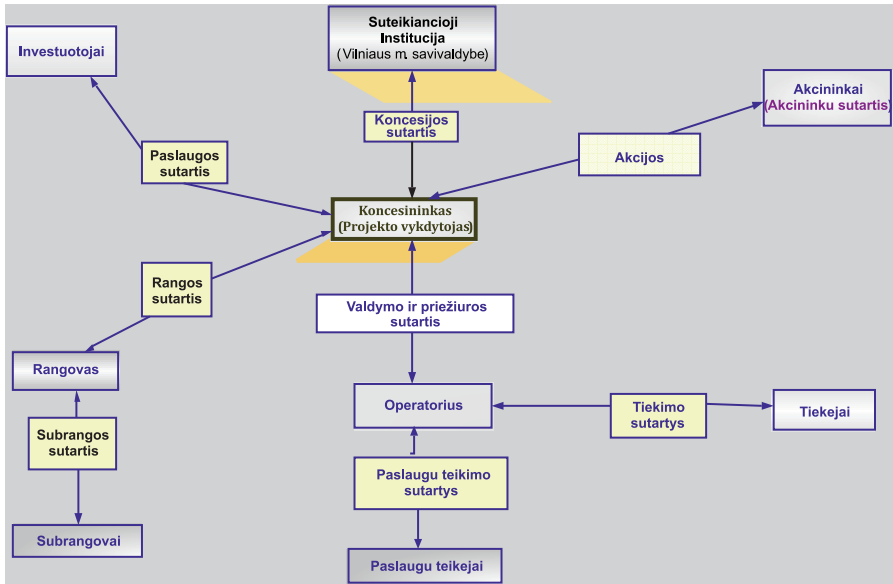 Suteikiancioji
Institucija
(Vilniaus m. savivaldybe)
Investuotojai
Akcininkai
(Akcininku sutartis)
Koncesijos
sutartis
Paslaugos
sutartis
Akcijos
Koncesininkas
(Projekto vykdytojas)
Rangos
sutartis
Valdymo ir priežiuros
sutartis
Rangovas
Operatorius
Tiekimo
sutartys
Tiekejai
Subrangos
sutartis
Paslaugu teikimo
sutartys
Subrangovai
Paslaugu teikejai